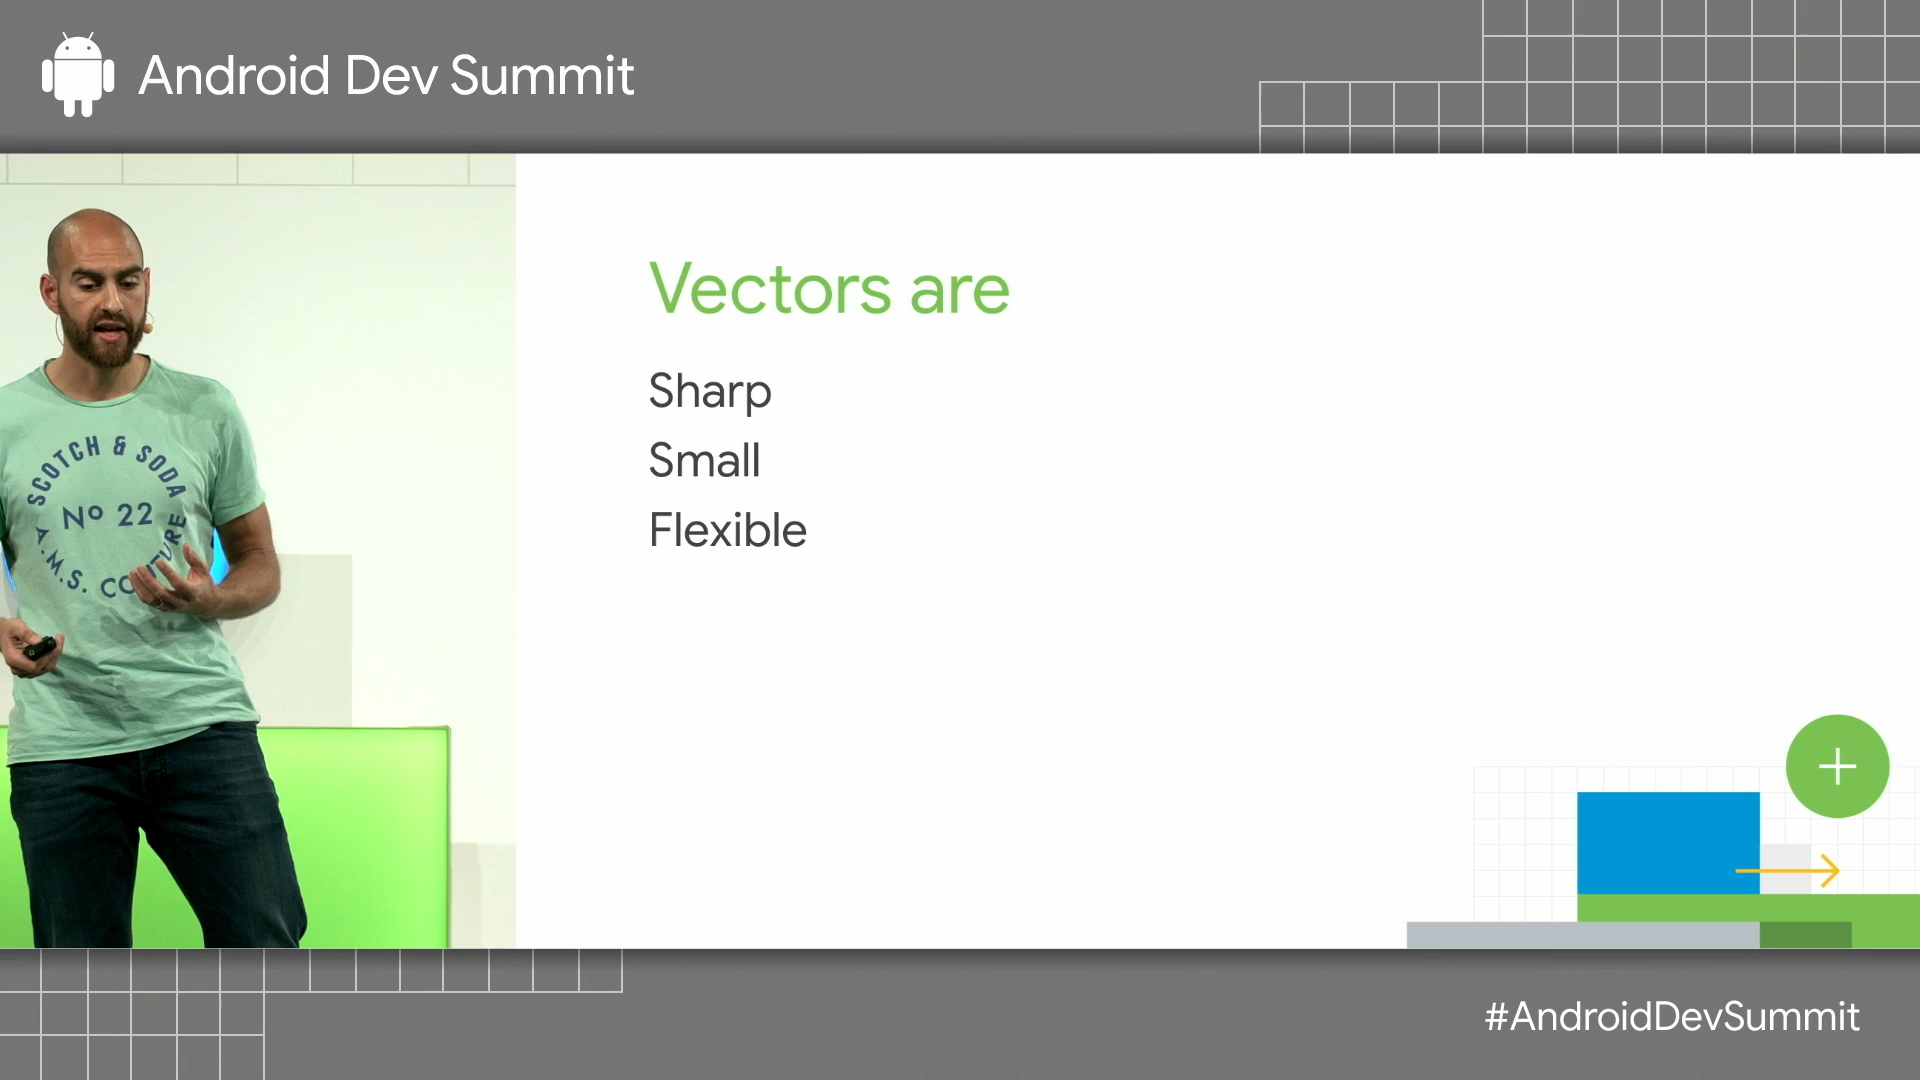 Android Dev Summit
Vectors are
Sharp
Small
Flexible
SCOTCH & SODA
Nº 22
A.M.S.
#AndroidDevSummit